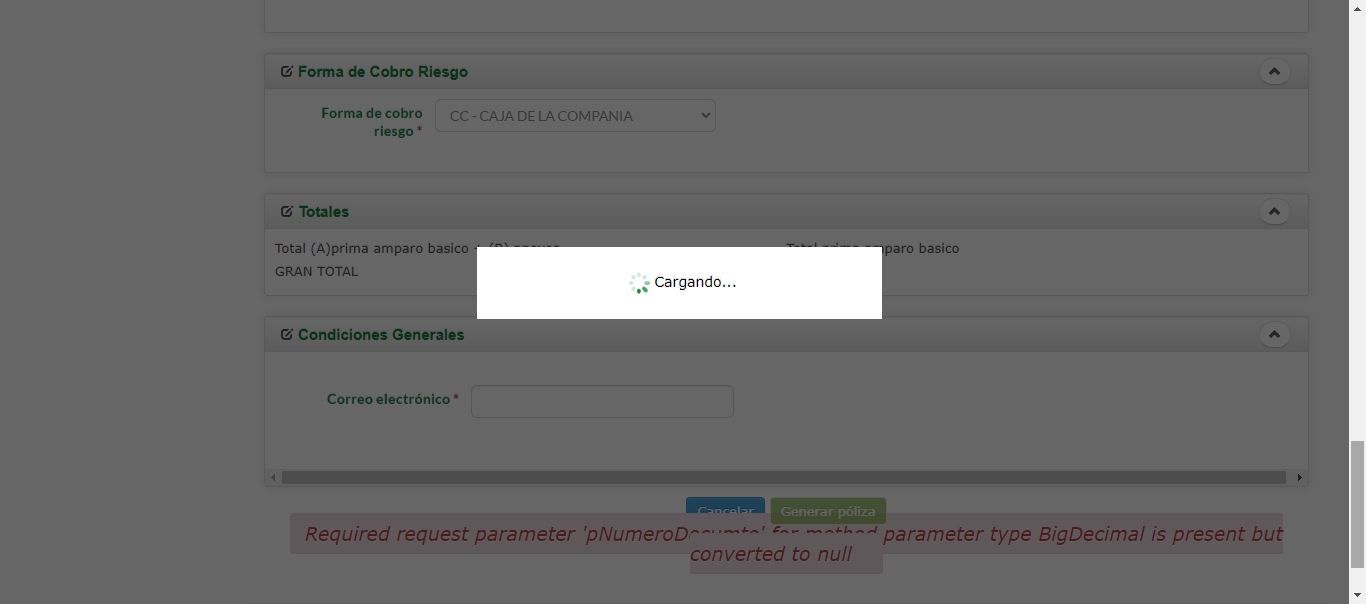 Forma de Cobro Riesgo
Forma de cobro
riesgo *
CC - CAJA DE LA COMPANIA
Totales
Total (A)prima amparo basico + (B) anexos
Total prima amparo basico
GRAN TOTAL
Cargando...
Condiciones Generales
Correo electrónico *
Cancelar
Generar póliza
Required request parameter 'pNumeroDocumto' for method parameter type BigDecimal is present but
converted to null